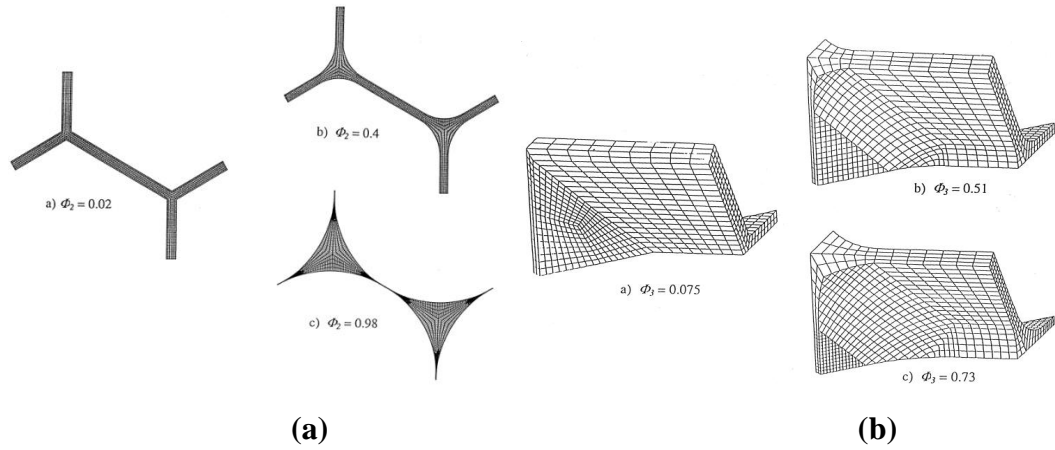 a) Φ₂ = 0.02
b) Φ₂ = 0.4
c) Φ₂ = 0.98
(a)
a) Φ₃ = 0.075
b) Φ₃ = 0.51
c) Φ₃ = 0.73
(b)